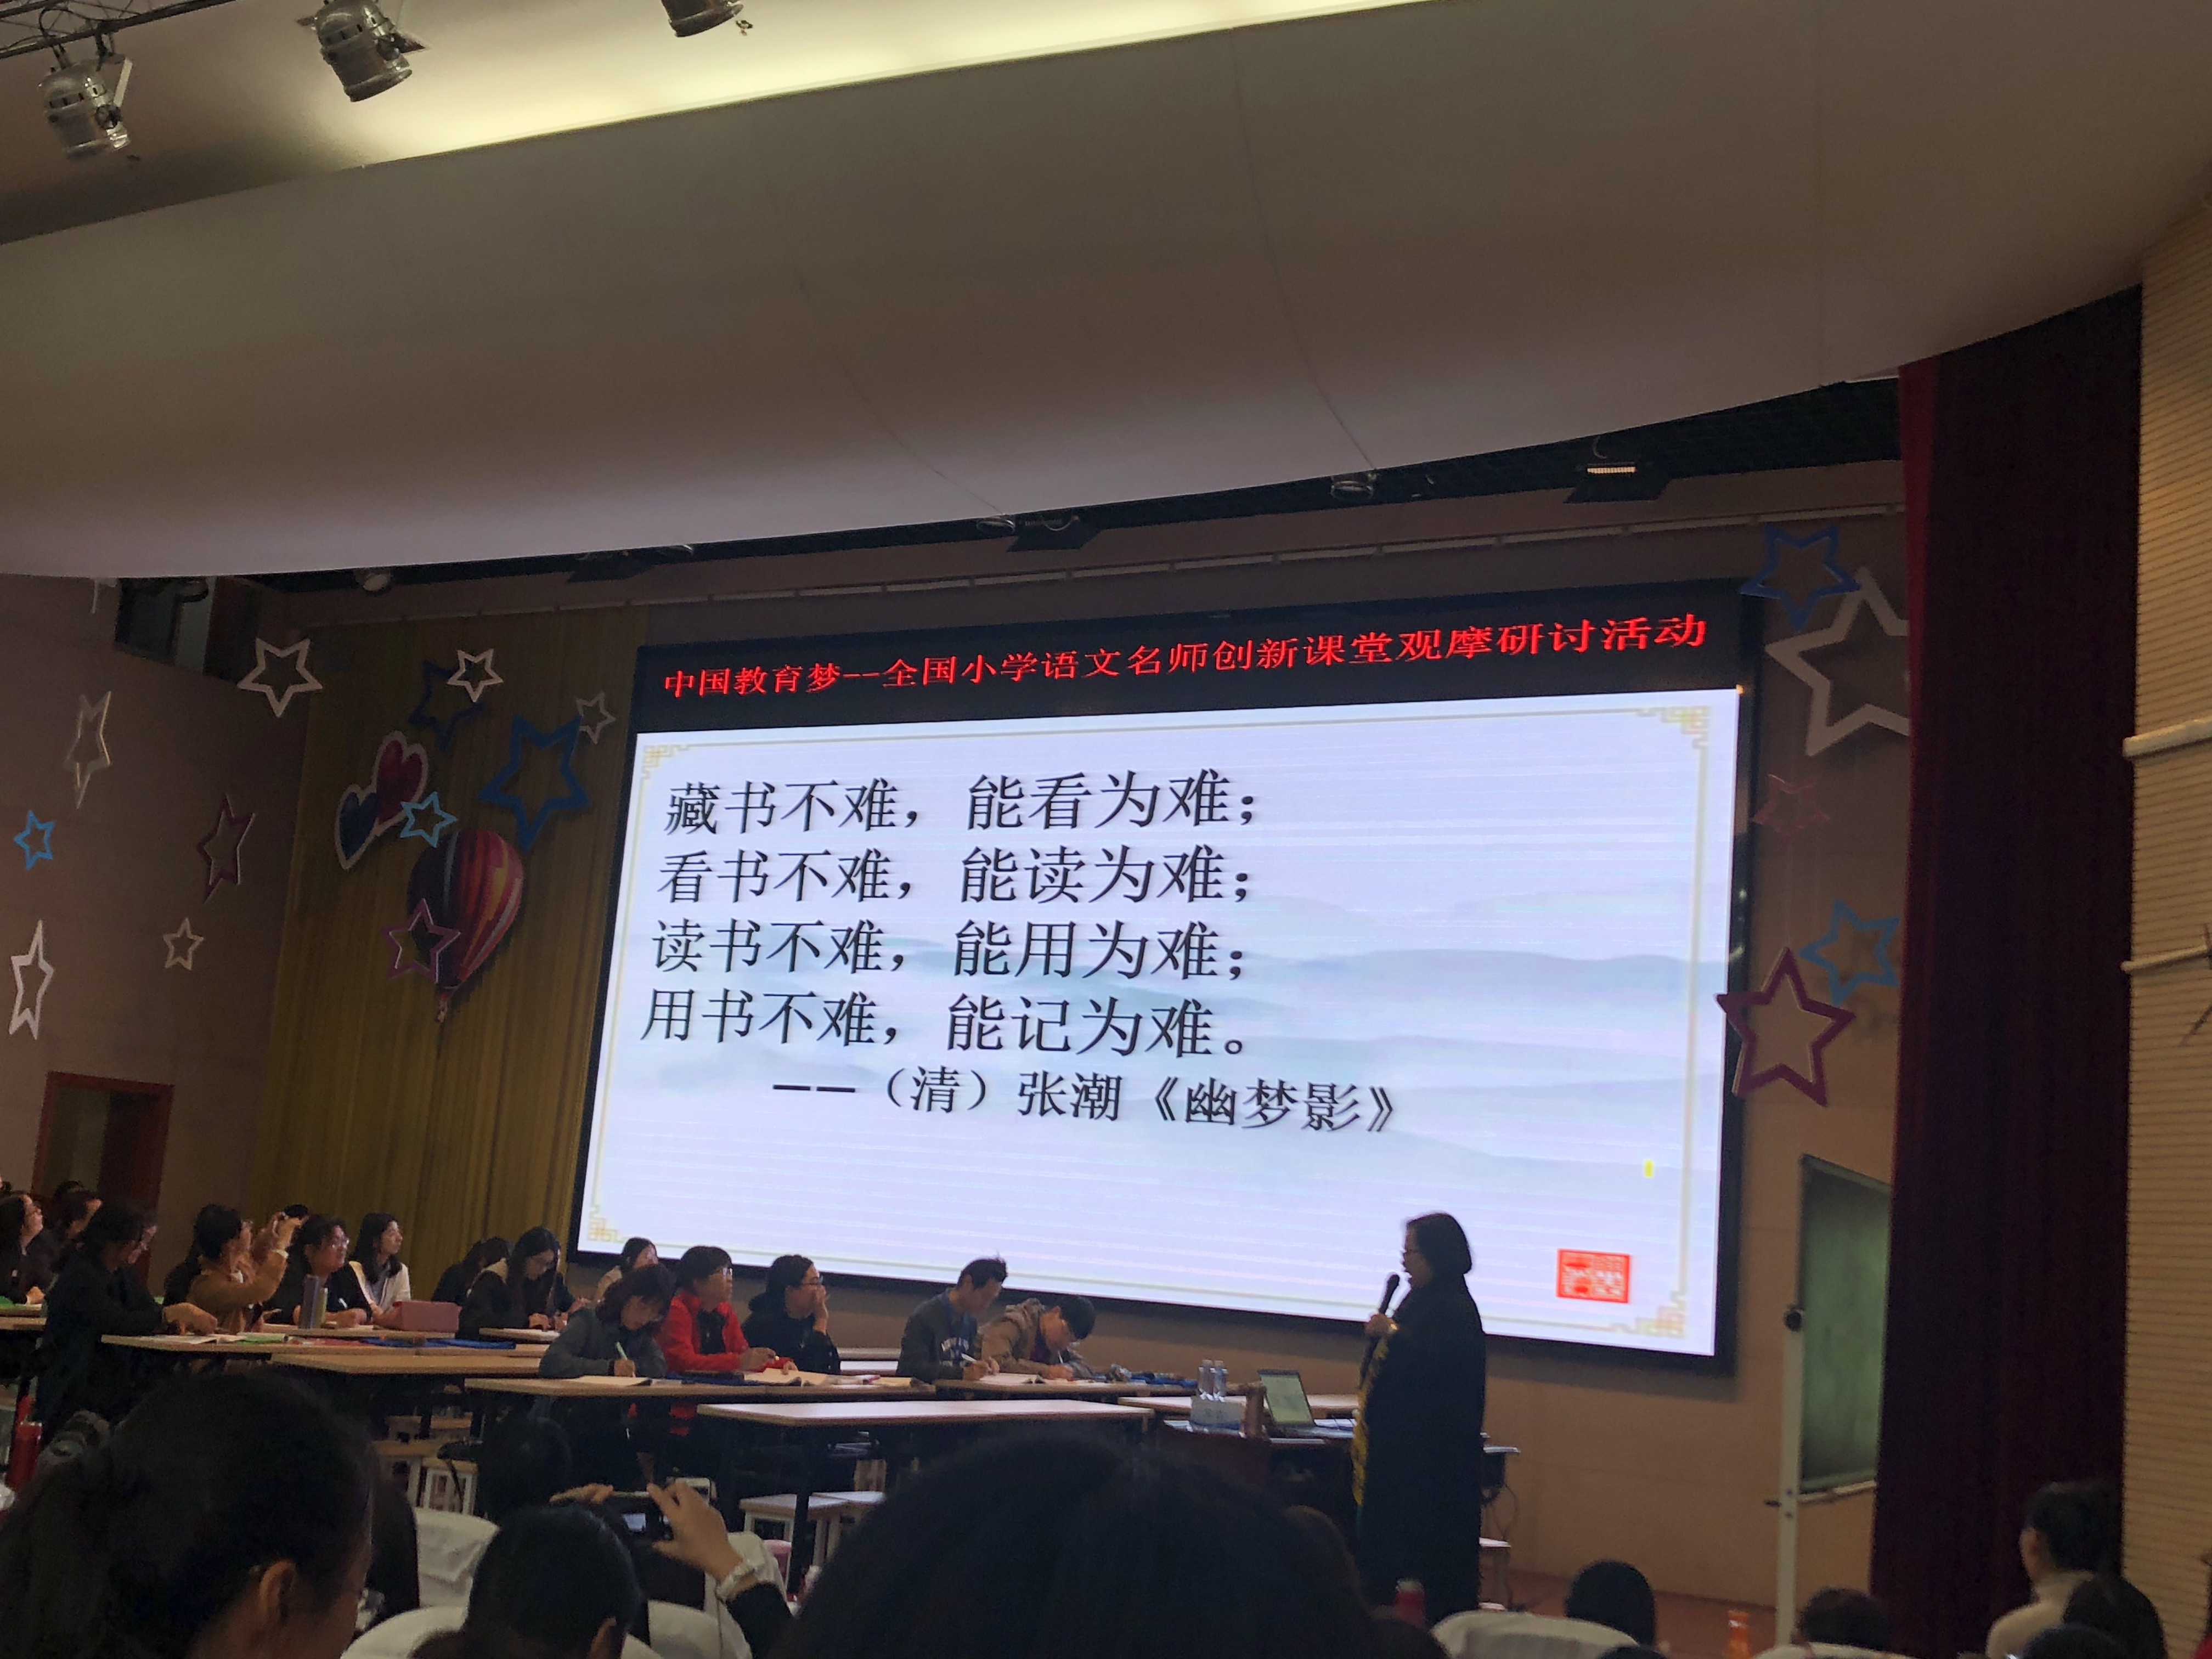 中国教育梦--全国小学语文名师创新课堂观摩研讨活动
藏书不难，能看为难；
看书不难，能读为难；
读书不难，能用为难；
用书不难，能记为难。
--（清）张潮《幽梦影》